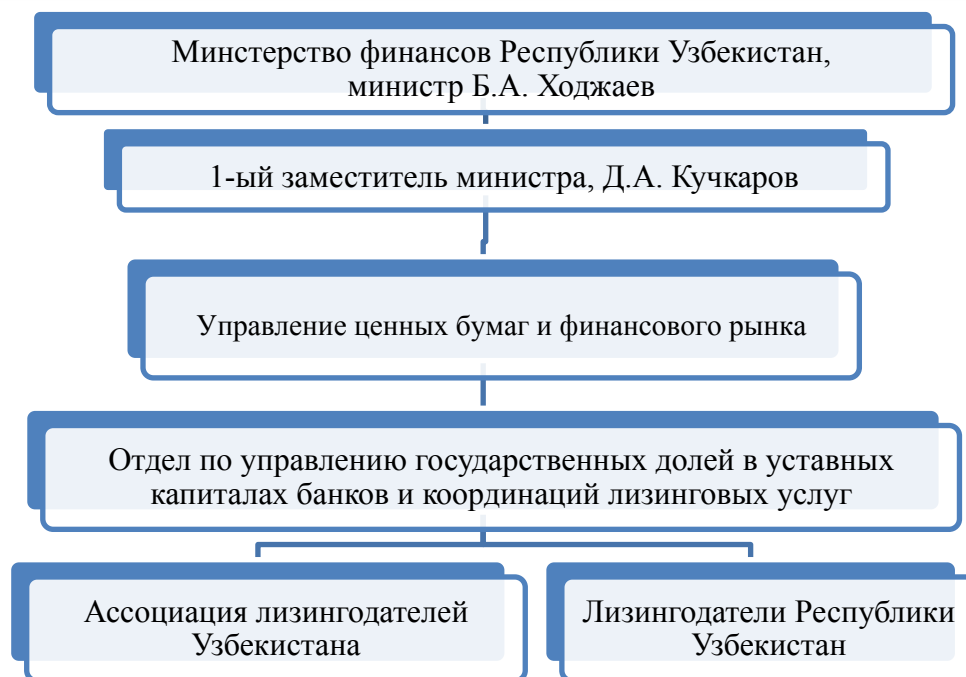 Минстерство финансов Республики Узбекистан,
министр Б.А. Ходжаев
1-ый заместитель министра, Д.А. Кучкаров
Управление ценных бумаг и финансового рынка
Отдел по управлению государственных долей в уставных
капиталах банков и координаций лизинговых услуг
Ассоциация лизингодателей
Узбекистана
Лизингодатели Республики
Узбекистан